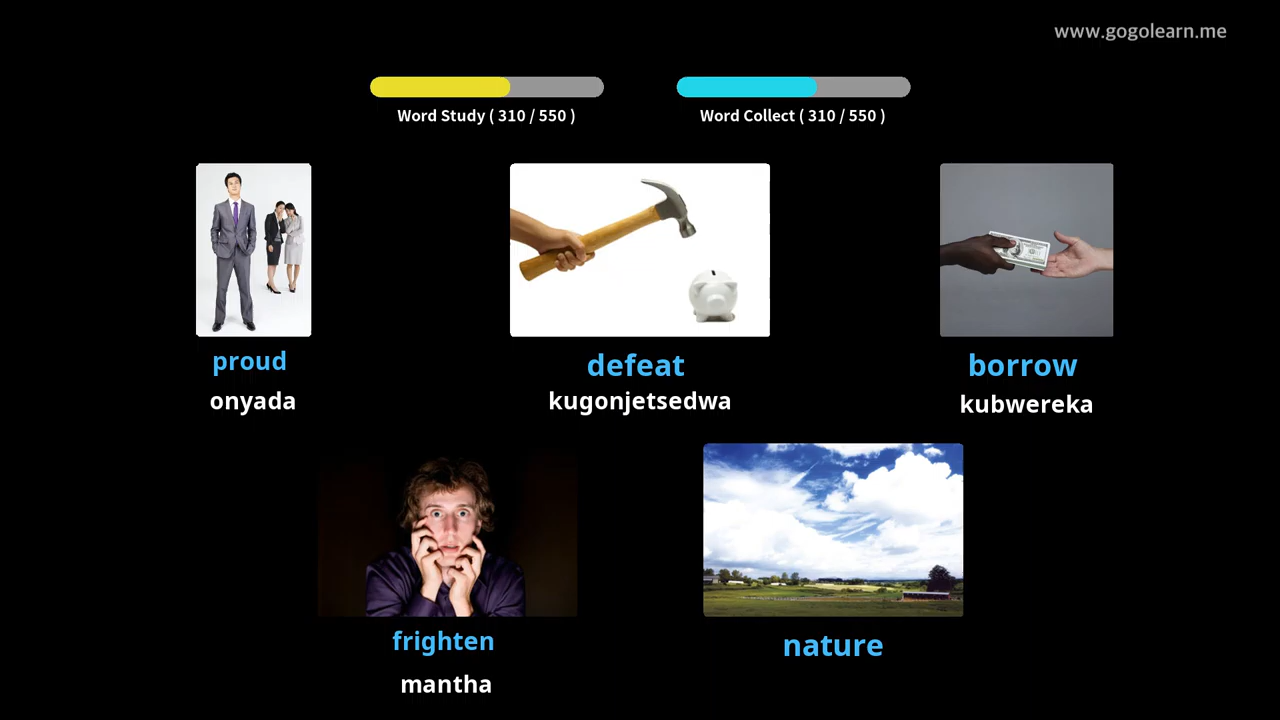 www.gogolearn.me
Word Study ( 310 / 550 )
Word Collect ( 310 / 550 )
proud
onyada
defeat
kugonjetsedwa
borrow
kubwereka
frighten
mantha
nature